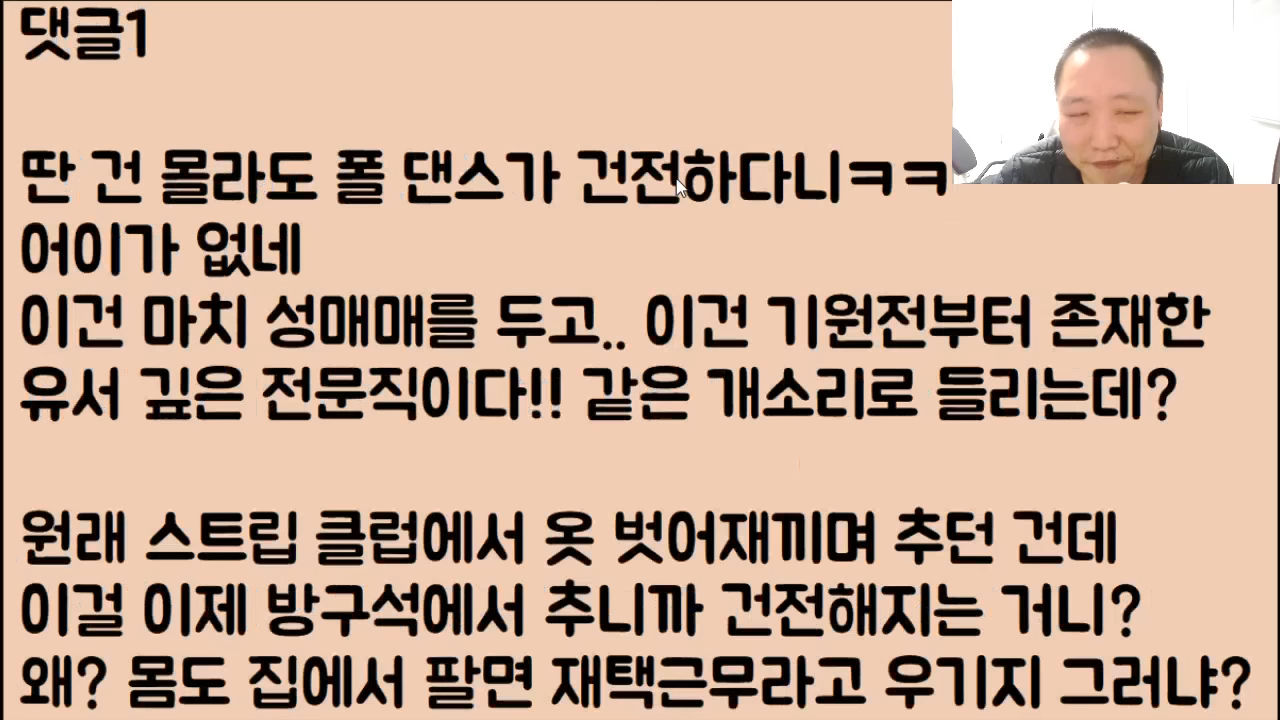 댓글1
딴 건 몰라도 폴 댄스가 건전하다니ㅋㅋ
어이가 없네
이건 마치 성매매를 두고.. 이건 기원전부터 존재한
유서 깊은 전문직이다!! 같은 개소리로 들리는데?
원래 스트립 클럽에서 옷 벗어재끼며 추던 건데
이걸 이제 방구석에서 추니까 건전해지는 거니?
왜? 몸도 집에서 팔면 재택근무라고 우기지 그러냐?